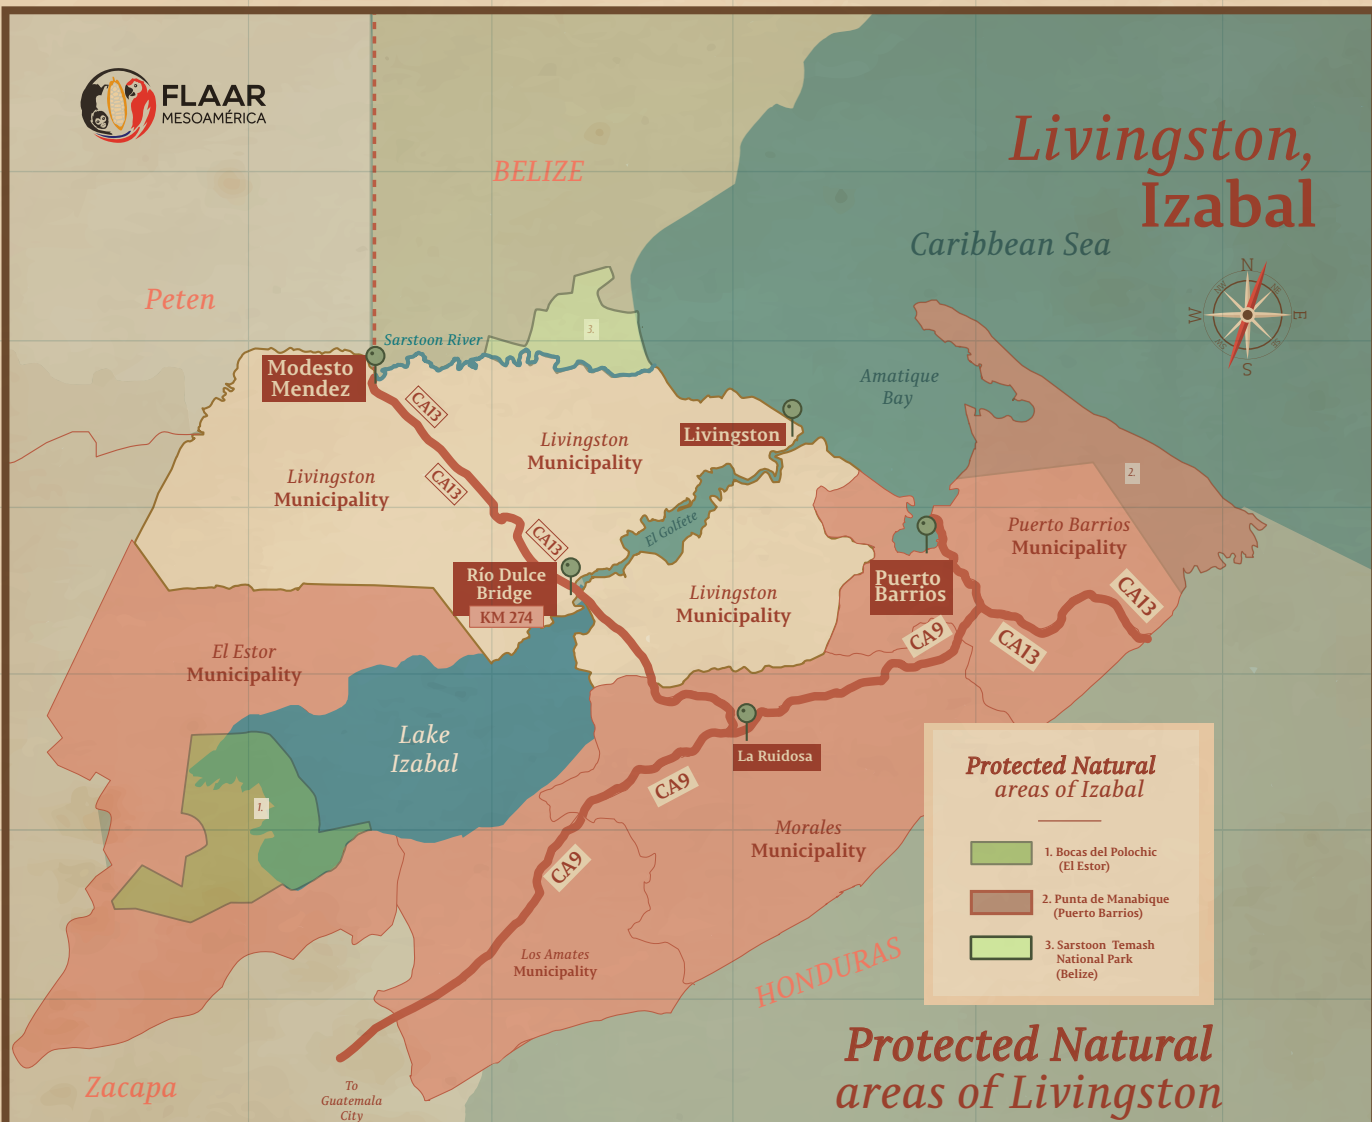 FLAAR
MESOAMÉRICA
Livingston,
Izabal
BELIZE
Caribbean Sea
N
NW
NE
W
E
SW
SE
S
Peten
Sarstoon River
3.
Modesto
Mendez
Amatique
Bay
CA13
Livingston
Livingston
Municipality
Livingston
Municipality
CA13
2.
El Golfete
CA13
Puerto Barrios
Municipality
Río Dulce
Bridge
KM 274
Puerto
Barrios
Livingston
Municipality
CA13
CA9
CA13
El Estor
Municipality
Lake
Izabal
La Ruidosa
CA9
1.
Morales
Municipality
CA9
Los Amates
Municipality
HONDURAS
Protected Natural
areas of Izabal
1. Bocas del Polochic
(El Estor)
2. Punta de Manabique
(Puerto Barrios)
3. Sarstoon Temash
National Park
(Belize)
Zacapa
To
Guatemala
City
Protected Natural
areas of Livingston